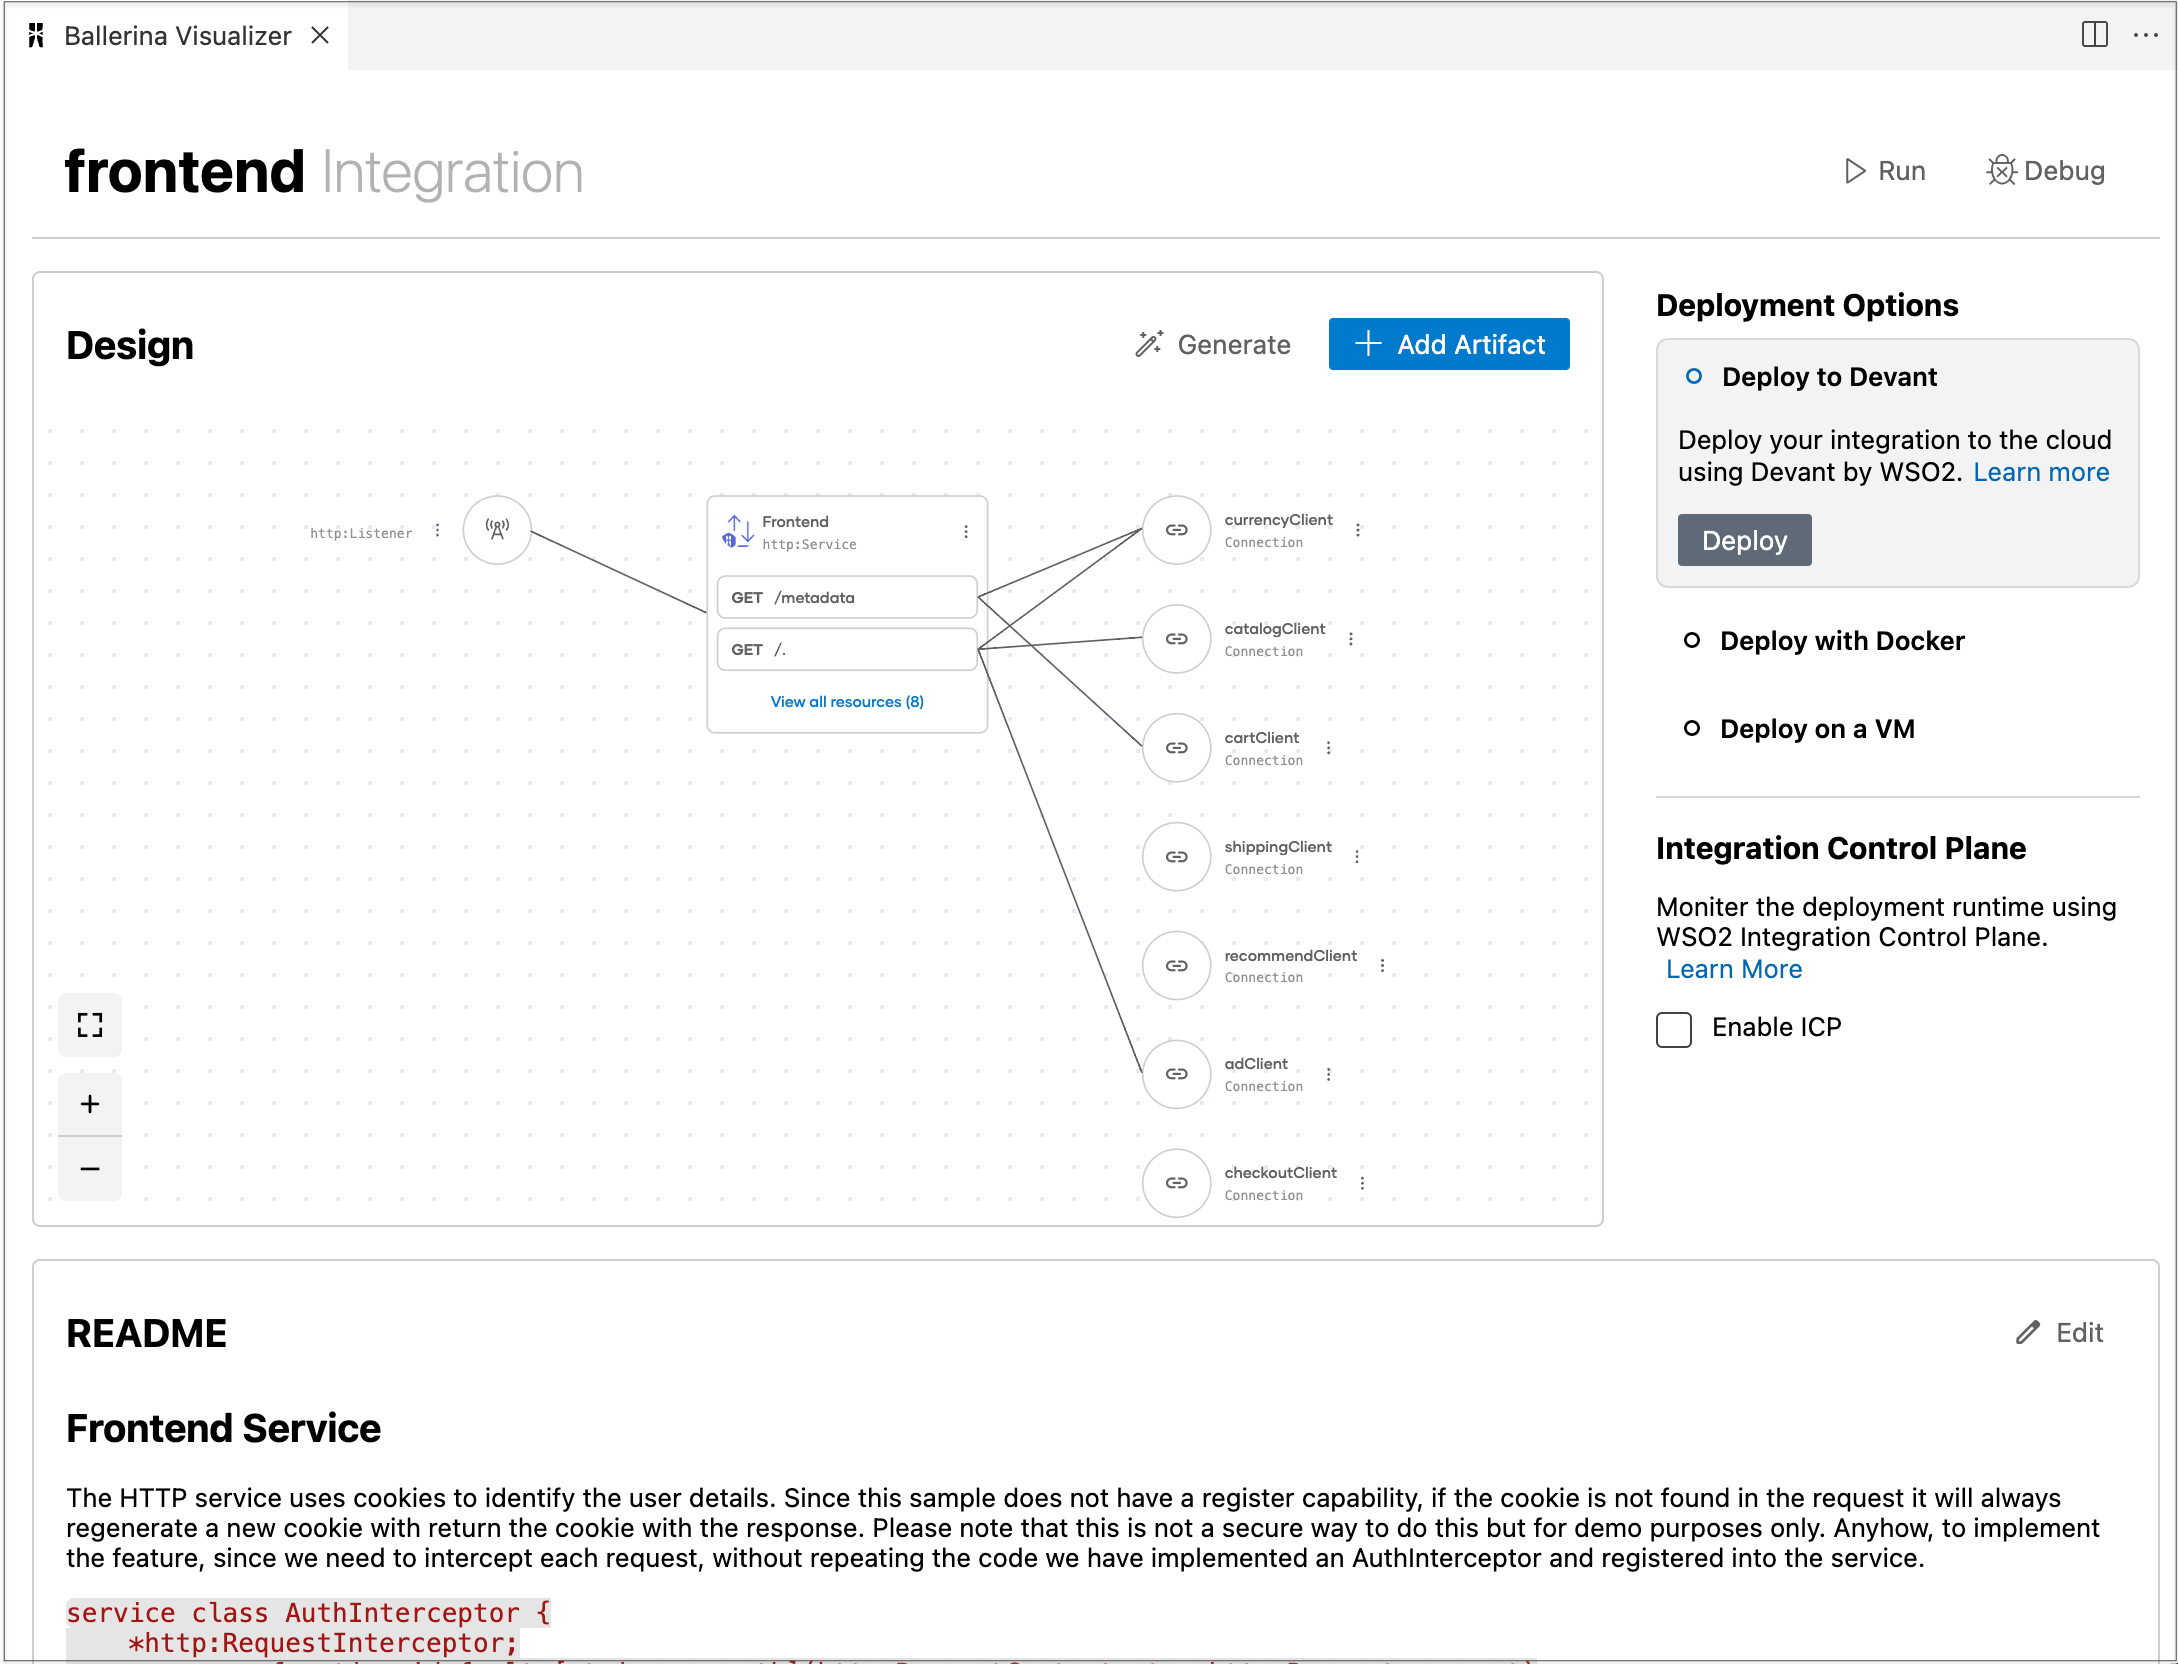 Ballerina Visualizer
frontend Integration
Run
Debug
Design
Generate
Add Artifact
http:Listener
Frontend
http:Service
GET /metadata
GET /.
View all resources (8)
currencyClient
Connection
catalogClient
Connection
cartClient
Connection
shippingClient
Connection
recommendClient
Connection
adClient
Connection
checkoutClient
Connection
Deployment Options
Deploy to Devant
Deploy your integration to the cloud
using Devant by WSO2. Learn more
Deploy
Deploy with Docker
Deploy on a VM
Integration Control Plane
Moniter the deployment runtime using
WSO2 Integration Control Plane.
Learn More
Enable ICP
README
Edit
Frontend Service
The HTTP service uses cookies to identify the user details. Since this sample does not have a register capability, if the cookie is not found in the request it will always
regenerate a new cookie with return the cookie with the response. Please note that this is not a secure way to do this but for demo purposes only. Anyhow, to implement
the feature, since we need to intercept each request, without repeating the code we have implemented an AuthInterceptor and registered into the service.
service class AuthInterceptor {
*http:RequestInterceptor;